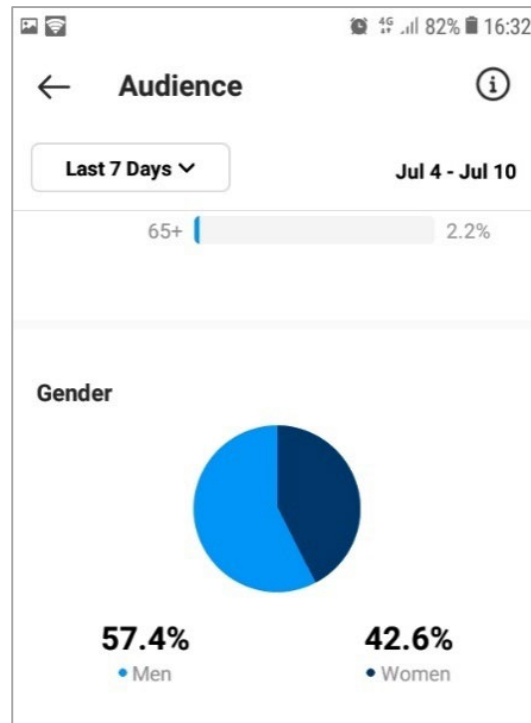 4G 82% 16:32
Audience
Last 7 Days Jul 4 - Jul 10
65+ 2.2%
Gender
57.4% 42.6%
Men Women